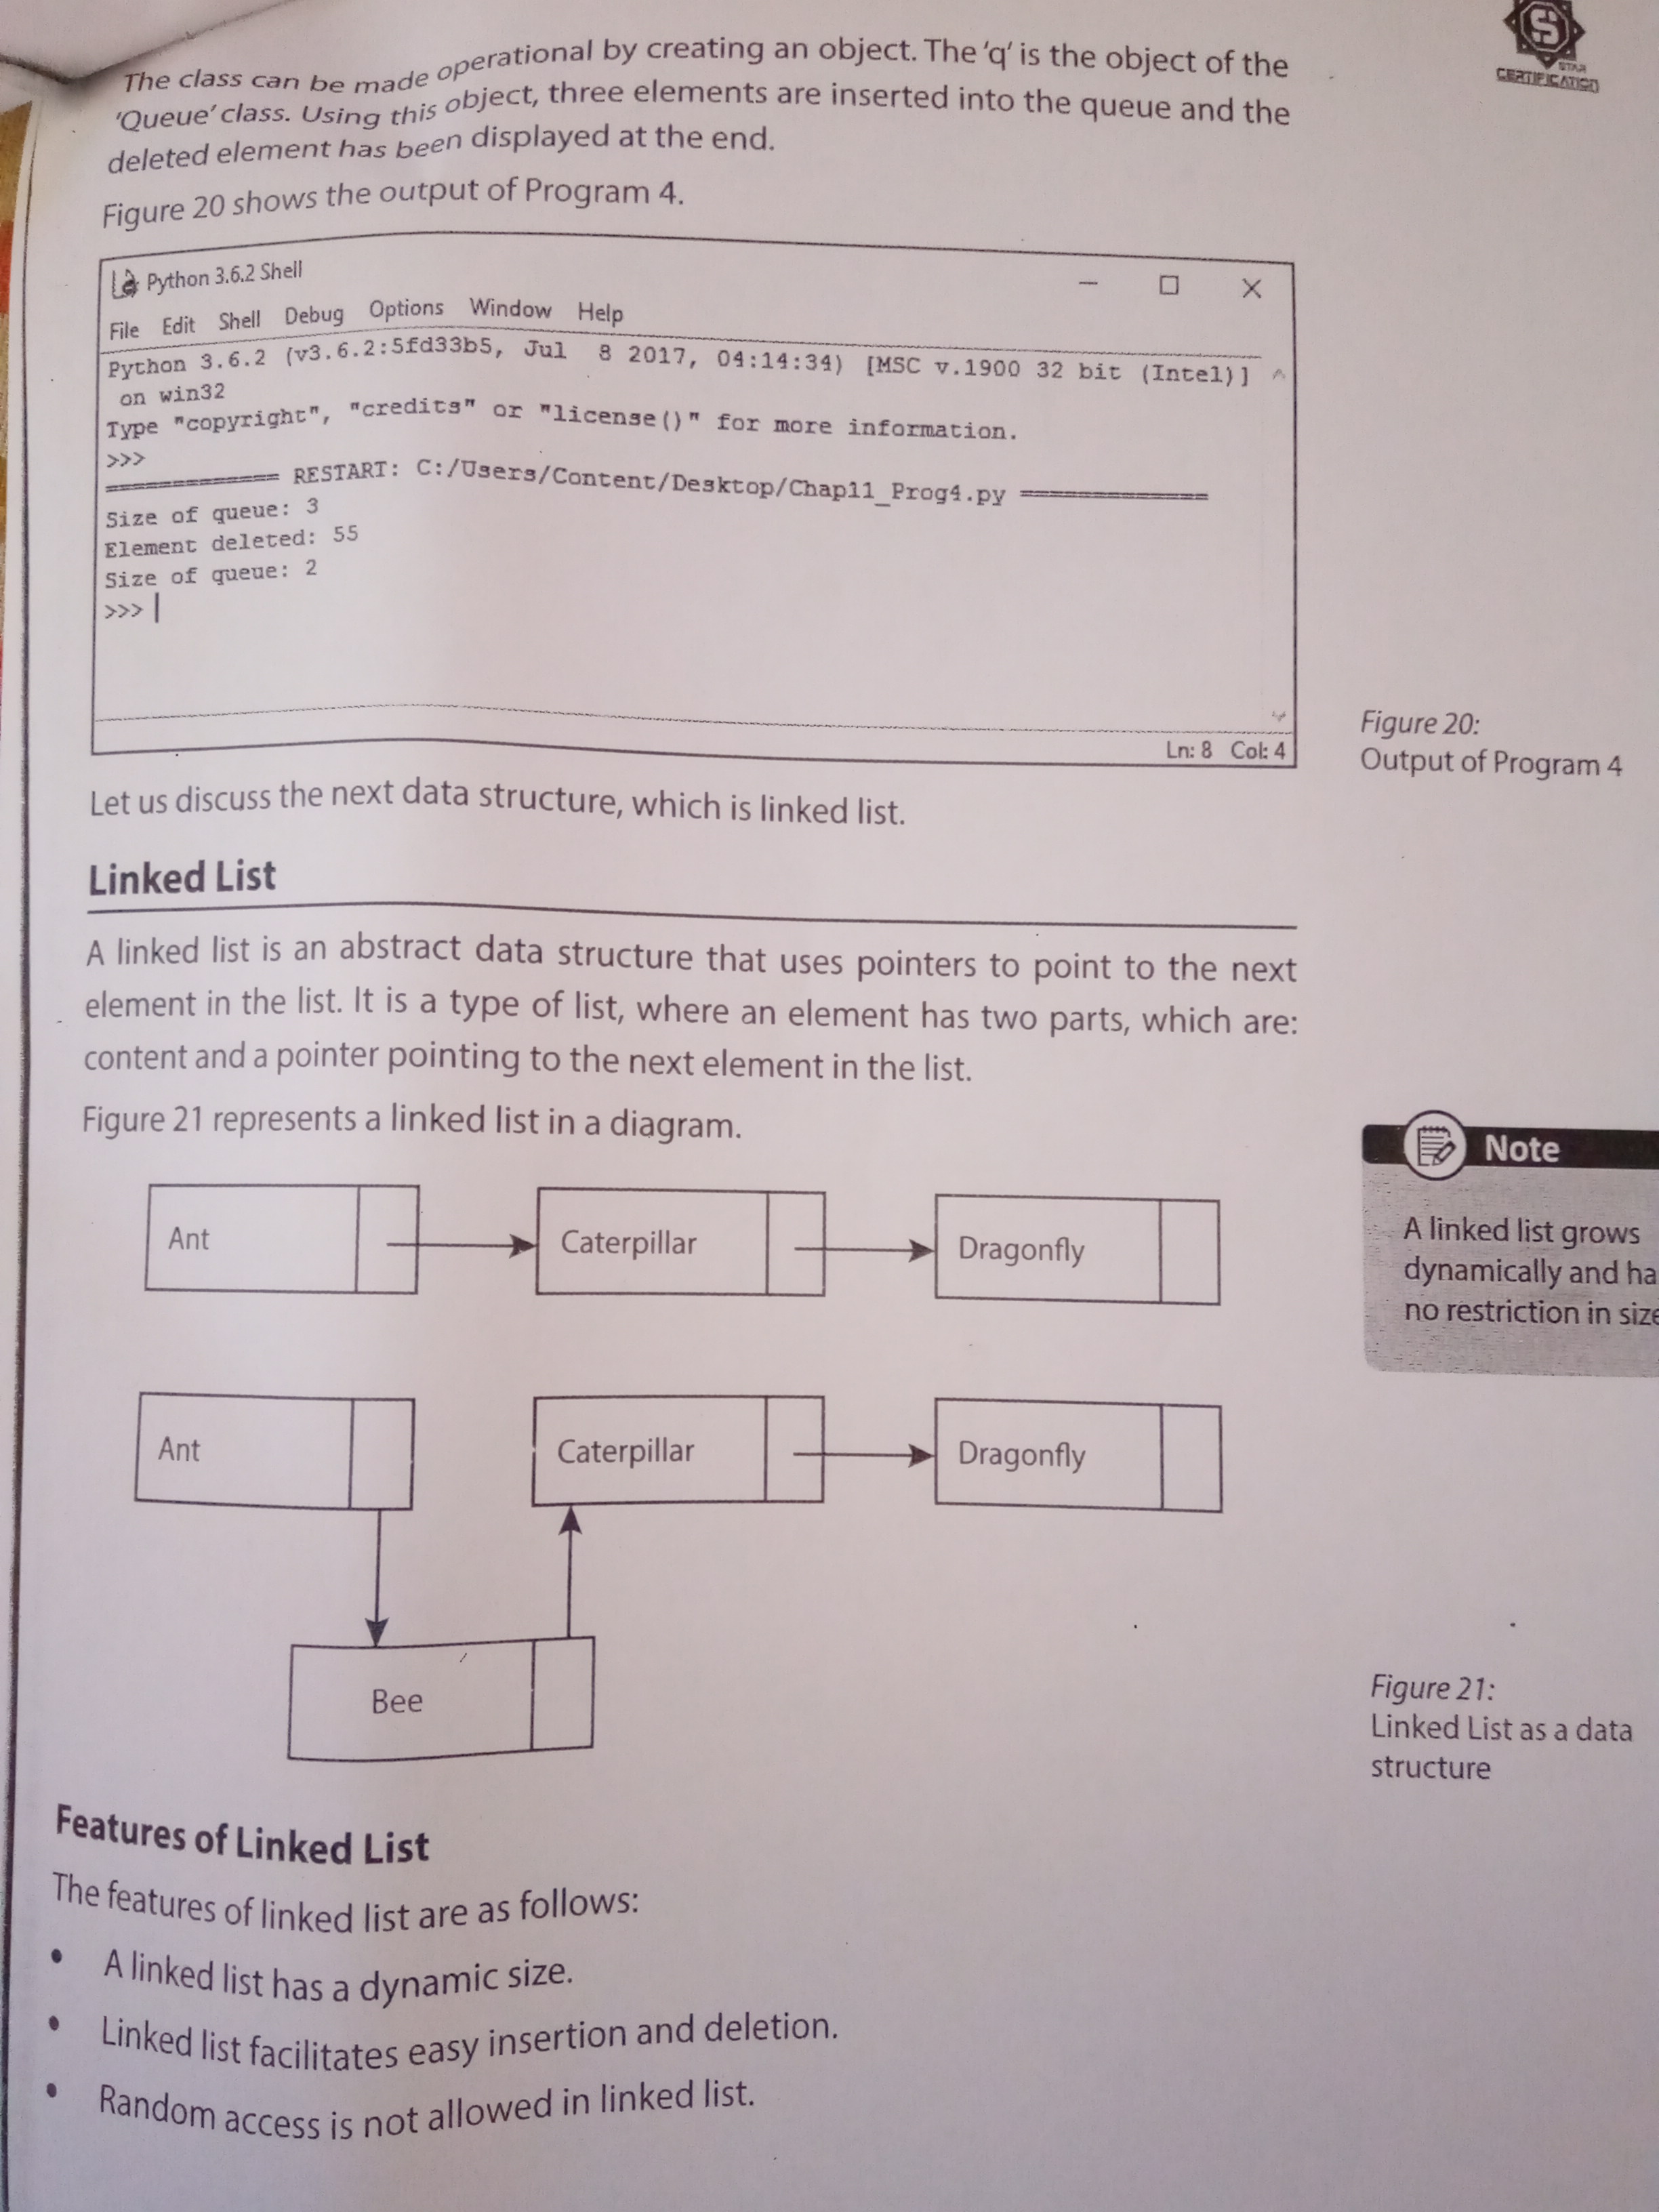 The class can be made operational by creating an object. The 'q' is the object of the
'Queue' class. Using this object, three elements are inserted into the queue and the
deleted element has been displayed at the end.
Figure 20 shows the output of Program 4.
S
STAR
CERTIFICATION
Python 3.6.2 Shell
File Edit Shell Debug Options Window Help
Python 3.6.2 (v3.6.2:5fd33b5, Jul 8 2017, 04:14:34) [MSC v.1900 32 bit (Intel)]
on win32
Type "copyright", "credits" or "license()" for more information.
>>>
============= RESTART: C:/Users/Content/Desktop/Chap11_Prog4.py ==============
Size of queue: 3
Element deleted: 55
Size of queue: 2
>>>
Ln: 8 Col: 4
Figure 20:
Output of Program 4
Let us discuss the next data structure, which is linked list.
Linked List
A linked list is an abstract data structure that uses pointers to point to the next
element in the list. It is a type of list, where an element has two parts, which are:
content and a pointer pointing to the next element in the list.
Figure 21 represents a linked list in a diagram.
Ant Caterpillar Dragonfly
Note
A linked list grows
dynamically and ha
no restriction in size
Ant Caterpillar Dragonfly
Bee
Figure 21:
Linked List as a data
structure
Features of Linked List
The features of linked list are as follows:
• A linked list has a dynamic size.
• Linked list facilitates easy insertion and deletion.
• Random access is not allowed in linked list.